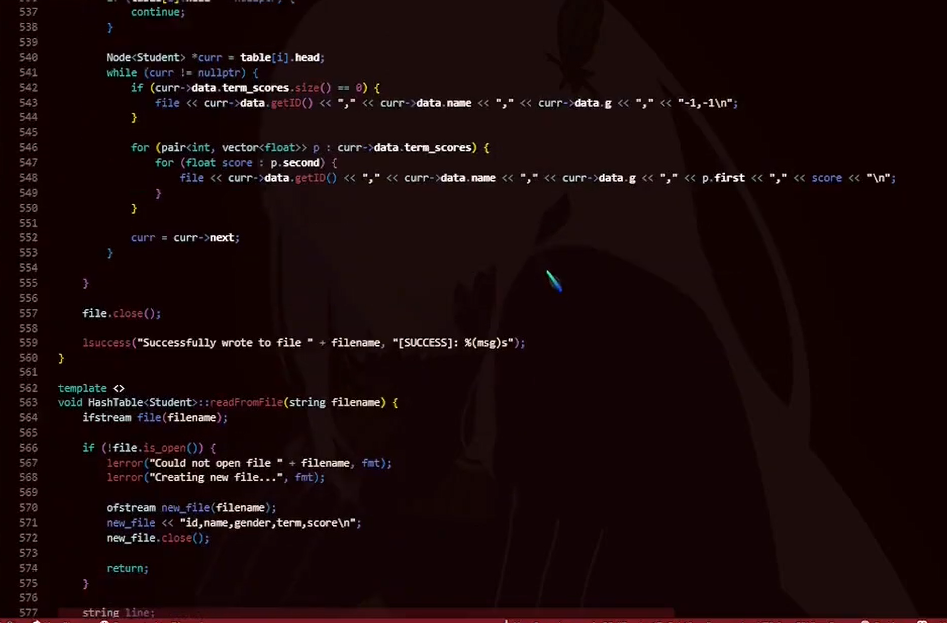 537 continue;
538 }
539
540 Node<Student> *curr = table[i].head;
541 while (curr != nullptr) {
542 if (curr->data.term_scores.size() == 0) {
543 file << curr->data.getID() << "," << curr->data.name << "," << curr->data.g << "," << "-1,-1\n";
544 }
545
546 for (pair<int, vector<float>> p : curr->data.term_scores) {
547 for (float score : p.second) {
548 file << curr->data.getID() << "," << curr->data.name << "," << curr->data.g << "," << p.first << "," << score << "\n";
549 }
550 }
551
552 curr = curr->next;
553 }
554
555 }
556
557 file.close();
558
559 lsuccess("Successfully wrote to file " + filename, "[SUCCESS]: %(msg)s");
560 }
561
562 template <>
563 void HashTable<Student>::readFromFile(string filename) {
564 ifstream file(filename);
565
566 if (!file.is_open()) {
567 lerror("Could not open file " + filename, fmt);
568 lerror("Creating new file...", fmt);
569
570 ofstream new_file(filename);
571 new_file << "id,name,gender,term,score\n";
572 new_file.close();
573
574 return;
575 }
576
577 string line;